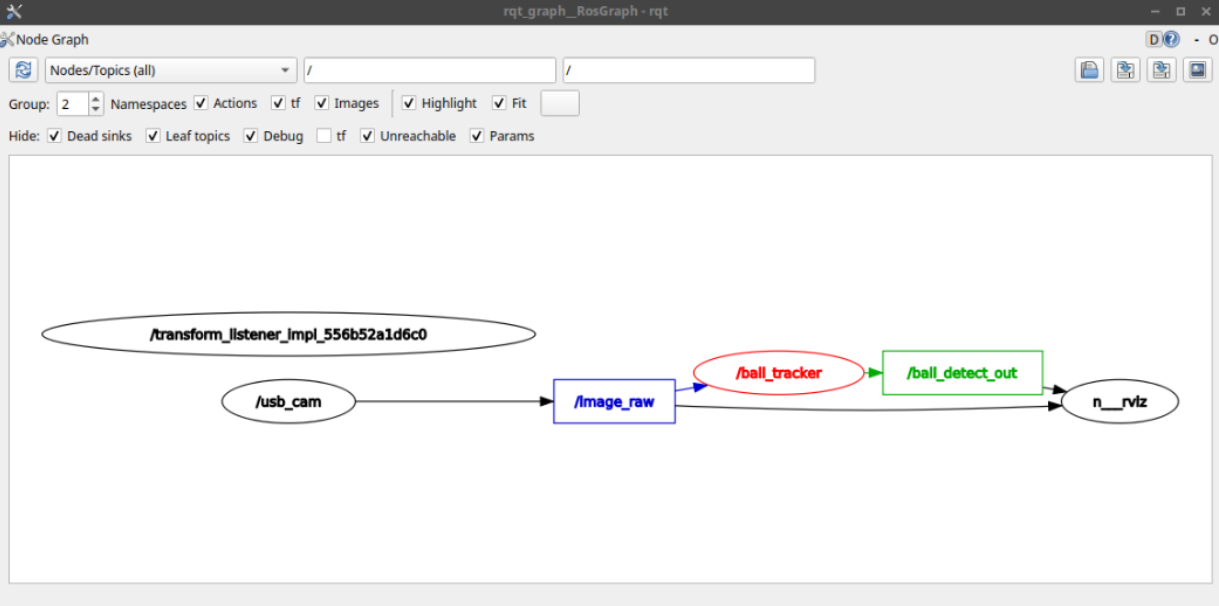 rqt_graph__RosGraph - rqt
Node Graph
D ? - O
Nodes/Topics (all) / /
Group: 2 Namespaces Actions tf Images Highlight Fit
Hide: Dead sinks Leaf topics Debug tf Unreachable Params
/transform_listener_impl_556b52a1d6c0
/ball_tracker /ball_detect_out
/usb_cam /image_raw n__rviz